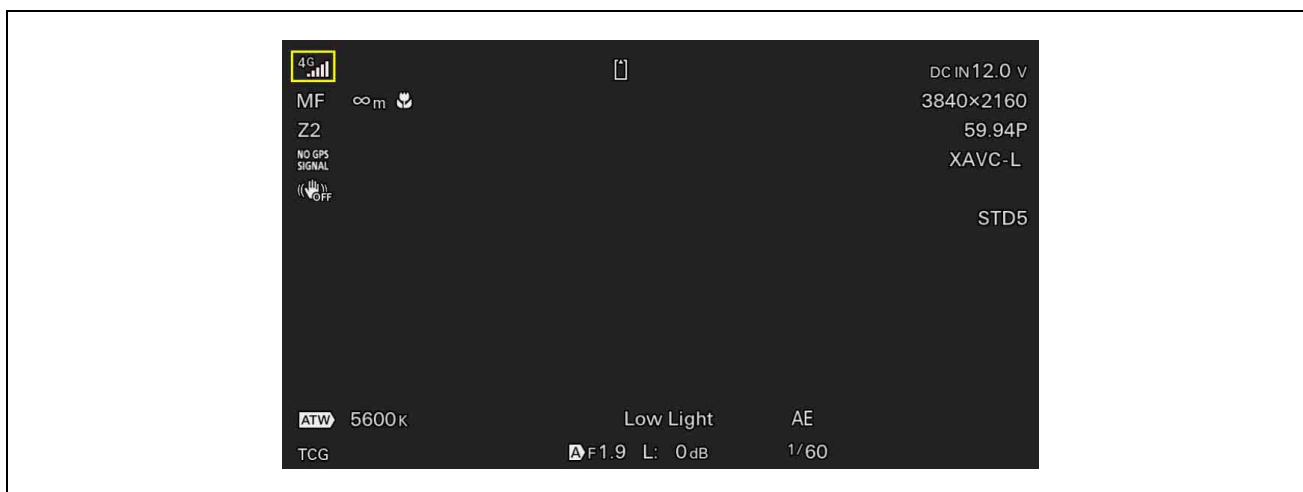 4G
DC IN 12.0 V
MF ∞m 3840×2160
Z2 59.94P
NO GPS
SIGNAL
XAVC-L
OFF
STD5
ATW 5600K Low Light AE
TCG A F1.9 L: 0dB 1/60